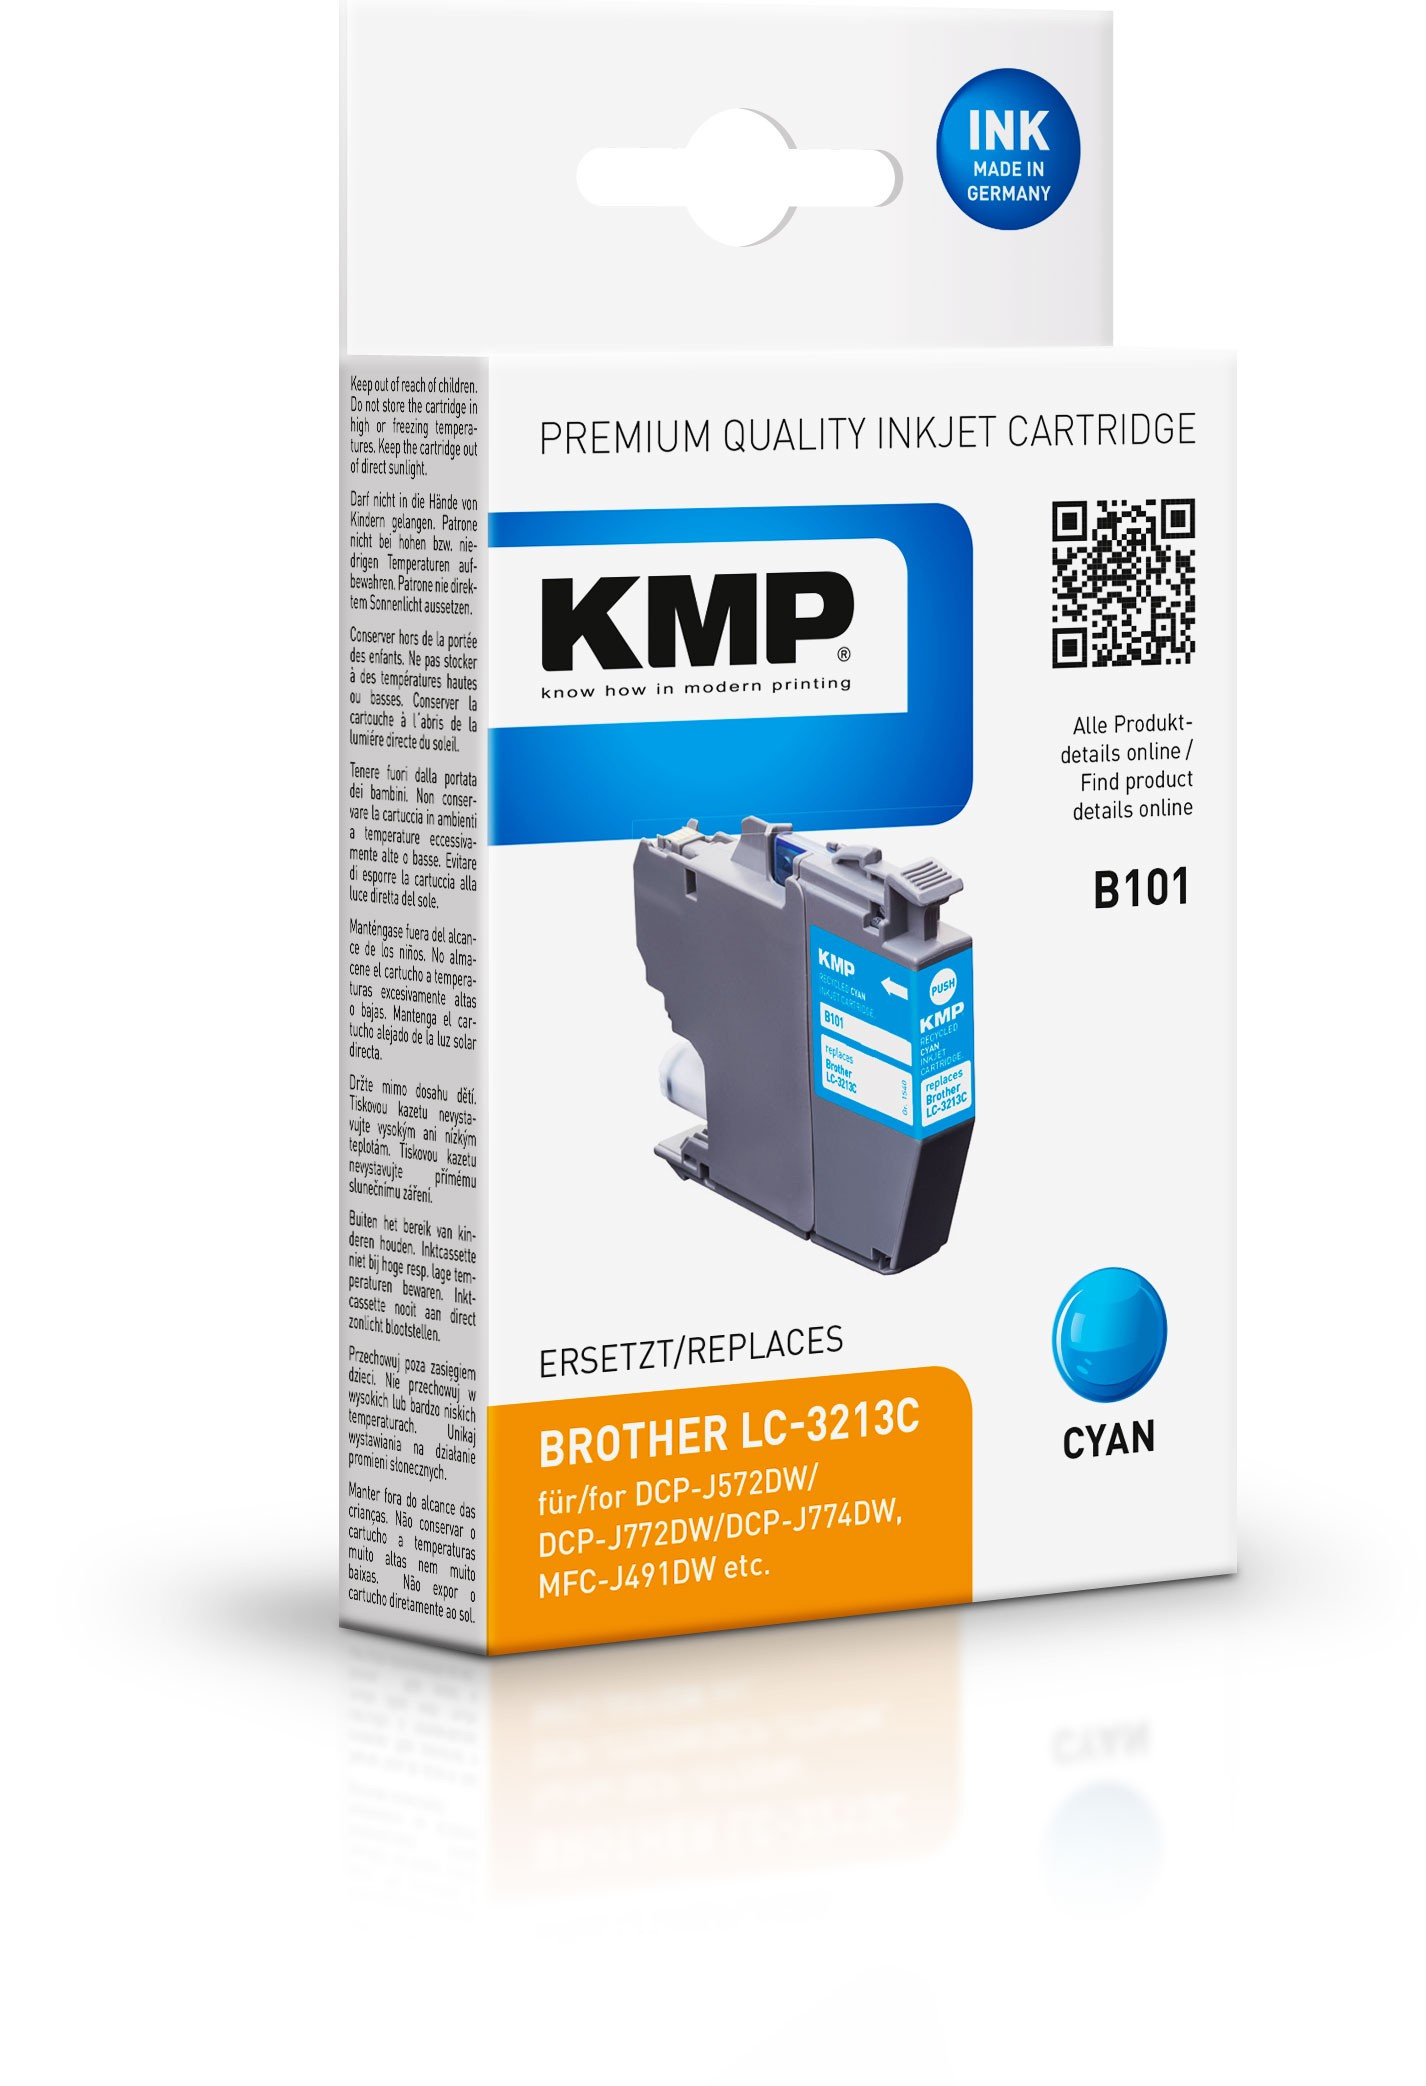 INK
MADE IN
GERMANY
Keep out of reach of children.
Do not store the cartridge in
high or freezing tempera-
tures. Keep the cartridge out
of direct sunlight.
Darf nicht in die Hände von
Kindern gelangen. Patrone
nicht bei hohen bzw. nie-
drigen Temperaturen auf-
bewahren. Patrone nie direk-
tem Sonnenlicht aussetzen.
Conserver hors de la portée
des enfants. Ne pas stocker
à des températures hautes
ou basses. Conserver la
cartouche à l´abris de la
lumiére directe du soleil.
Tenere fuori dalla portata
dei bambini. Non conser-
vare la cartuccia in ambienti
a temperature eccessiva-
mente alte o basse. Evitare
di esporre la cartuccia alla
luce diretta del sole.
Manténgase fuera del alcan-
ce de los niños. No alma-
cene el cartucho a tempera-
turas excesivamente altas
o bajas. Mantenga el car-
tucho alejado de la luz solar
directa.
Držte mimo dosahu dětí.
Tiskovou kazetu nevysta-
vujte vysokým ani nízkým
teplotám. Tiskovou kazetu
nevystavujte přímému
slunečnímu záření.
Buiten het bereik van kin-
deren houden. Inktcassette
niet bij hoge resp. lage tem-
peraturen bewaren. Inkt-
cassette nooit aan direct
zonlicht blootstellen.
Przechowuj poza zasięgiem
dzieci. Nie przechowuj w
wysokich lub bardzo niskich
temperaturach. Unikaj
wystawiania na działanie
promieni słonecznych.
Manter fora do alcance das
crianças. Não conservar o
cartucho a temperaturas
muito altas nem muito
baixas. Não expor o
cartucho diretamente ao sol.
PREMIUM QUALITY INKJET CARTRIDGE
KMP®
know how in modern printing
Alle Produkt-
details online /
Find product
details online
B101
KMP
RECYCLED CYAN
INKJET CARTRIDGE.
B101
replaces
Brother
LC-3213C
Gr. 1540
PUSH
KMP
RECYCLED
CYAN
INKJET
CARTRIDGE.
replaces
Brother
LC-3213C
ERSETZT/REPLACES
BROTHER LC-3213C
für/for DCP-J572DW/
DCP-J772DW/DCP-J774DW,
MFC-J491DW etc.
CYAN